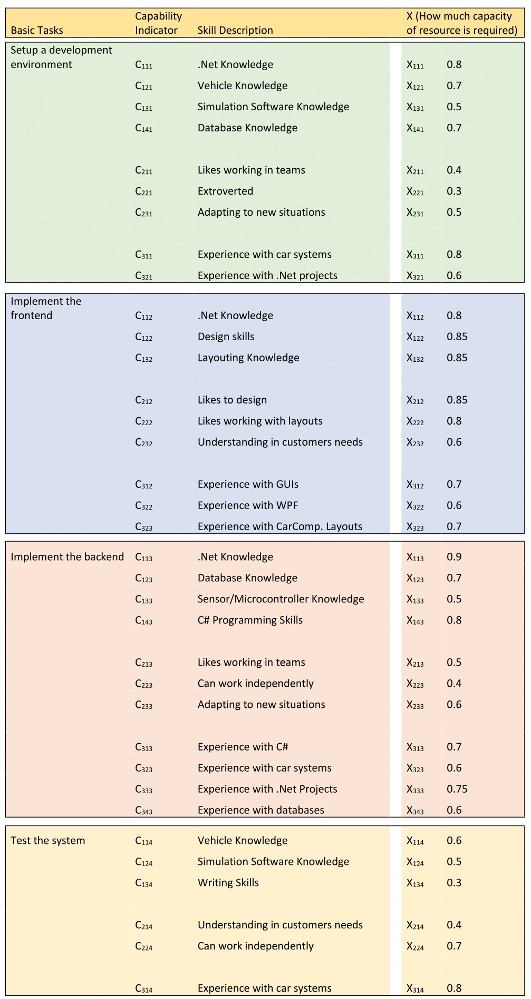 Basic Tasks Capability Indicator Skill Description X (How much capacity of resource is required)
Setup a development
environment C₁₁₁ .Net Knowledge X₁₁₁ 0.8
C₁₂₁ Vehicle Knowledge X₁₂₁ 0.7
C₁₃₁ Simulation Software Knowledge X₁₃₁ 0.5
C₁₄₁ Database Knowledge X₁₄₁ 0.7
C₂₁₁ Likes working in teams X₂₁₁ 0.4
C₂₂₁ Extroverted X₂₂₁ 0.3
C₂₃₁ Adapting to new situations X₂₃₁ 0.5
C₃₁₁ Experience with car systems X₃₁₁ 0.8
C₃₂₁ Experience with .Net projects X₃₂₁ 0.6
Implement the
frontend C₁₁₂ .Net Knowledge X₁₁₂ 0.8
C₁₂₂ Design skills X₁₂₂ 0.85
C₁₃₂ Layouting Knowledge X₁₃₂ 0.85
C₂₁₂ Likes to design X₂₁₂ 0.85
C₂₂₂ Likes working with layouts X₂₂₂ 0.8
C₂₃₂ Understanding in customers needs X₂₃₂ 0.6
C₃₁₂ Experience with GUIs X₃₁₂ 0.7
C₃₂₂ Experience with WPF X₃₂₂ 0.6
C₃₂₃ Experience with CarComp. Layouts X₃₂₃ 0.7
Implement the backend C₁₁₃ .Net Knowledge X₁₁₃ 0.9
C₁₂₃ Database Knowledge X₁₂₃ 0.7
C₁₃₃ Sensor/Microcontroller Knowledge X₁₃₃ 0.5
C₁₄₃ C# Programming Skills X₁₄₃ 0.8
C₂₁₃ Likes working in teams X₂₁₃ 0.5
C₂₂₃ Can work independently X₂₂₃ 0.4
C₂₃₃ Adapting to new situations X₂₃₃ 0.6
C₃₁₃ Experience with C# X₃₁₃ 0.7
C₃₂₃ Experience with car systems X₃₂₃ 0.6
C₃₃₃ Experience with .Net Projects X₃₃₃ 0.75
C₃₄₃ Experience with databases X₃₄₃ 0.6
Test the system C₁₁₄ Vehicle Knowledge X₁₁₄ 0.6
C₁₂₄ Simulation Software Knowledge X₁₂₄ 0.5
C₁₃₄ Writing Skills X₁₃₄ 0.3
C₂₁₄ Understanding in customers needs X₂₁₄ 0.4
C₂₂₄ Can work independently X₂₂₄ 0.7
C₃₁₄ Experience with car systems X₃₁₄ 0.8